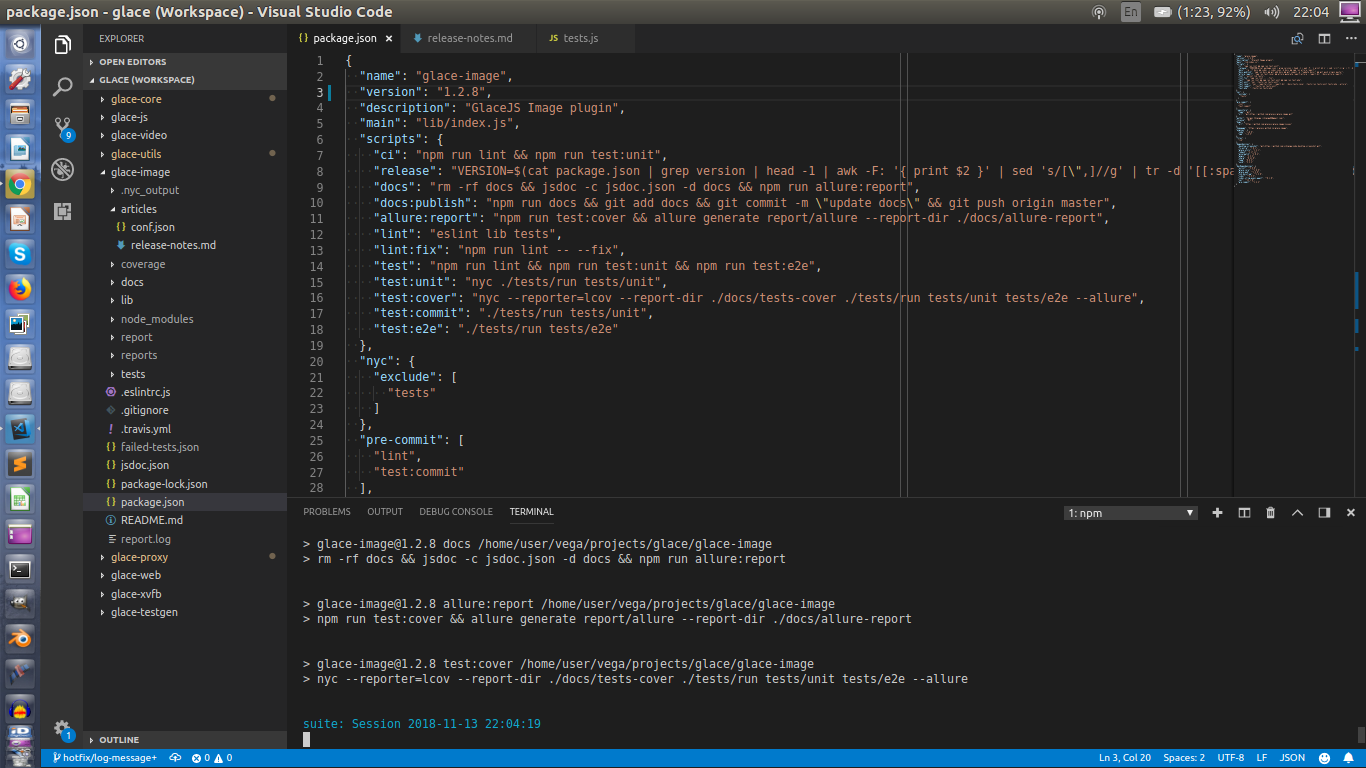 package.json - glace (Workspace) - Visual Studio Code
En
(1:23, 92%)
22:04
EXPLORER
OPEN EDITORS
GLACE (WORKSPACE)
glace-core
glace-js
glace-video
glace-utils
glace-image
.nyc_output
articles
conf.json
release-notes.md
coverage
docs
lib
node_modules
report
reports
tests
.eslintrc.js
.gitignore
.travis.yml
failed-tests.json
jsdoc.json
package-lock.json
package.json
README.md
report.log
glace-proxy
glace-web
glace-xvfb
glace-testgen
OUTLINE
9
1
package.json
release-notes.md
JS tests.js
1 {
2 "name": "glace-image",
3 "version": "1.2.8",
4 "description": "GlaceJS Image plugin",
5 "main": "lib/index.js",
6 "scripts": {
7 "ci": "npm run lint && npm run test:unit",
8 "release": "VERSION=$(cat package.json | grep version | head -1 | awk -F: '{ print $2 }' | sed 's/[\",]//g' | tr -d '[[:spa
9 "docs": "rm -rf docs && jsdoc -c jsdoc.json -d docs && npm run allure:report",
10 "docs:publish": "npm run docs && git add docs && git commit -m \"update docs\" && git push origin master",
11 "allure:report": "npm run test:cover && allure generate report/allure --report-dir ./docs/allure-report",
12 "lint": "eslint lib tests",
13 "lint:fix": "npm run lint -- --fix",
14 "test": "npm run lint && npm run test:unit && npm run test:e2e",
15 "test:unit": "nyc ./tests/run tests/unit",
16 "test:cover": "nyc --reporter=lcov --report-dir ./docs/tests-cover ./tests/run tests/unit tests/e2e --allure",
17 "test:commit": "./tests/run tests/unit",
18 "test:e2e": "./tests/run tests/e2e"
19 },
20 "nyc": {
21 "exclude": [
22 "tests"
23 ]
24 },
25 "pre-commit": [
26 "lint",
27 "test:commit"
28 ],
PROBLEMS OUTPUT DEBUG CONSOLE TERMINAL
1: npm
> glace-image@1.2.8 docs /home/user/vega/projects/glace/glace-image
> rm -rf docs && jsdoc -c jsdoc.json -d docs && npm run allure:report
> glace-image@1.2.8 allure:report /home/user/vega/projects/glace/glace-image
> npm run test:cover && allure generate report/allure --report-dir ./docs/allure-report
> glace-image@1.2.8 test:cover /home/user/vega/projects/glace/glace-image
> nyc --reporter=lcov --report-dir ./docs/tests-cover ./tests/run tests/unit tests/e2e --allure
suite: Session 2018-11-13 22:04:19
hotfix/log-message+ 0 0 Ln 3, Col 20 Spaces: 2 UTF-8 LF JSON